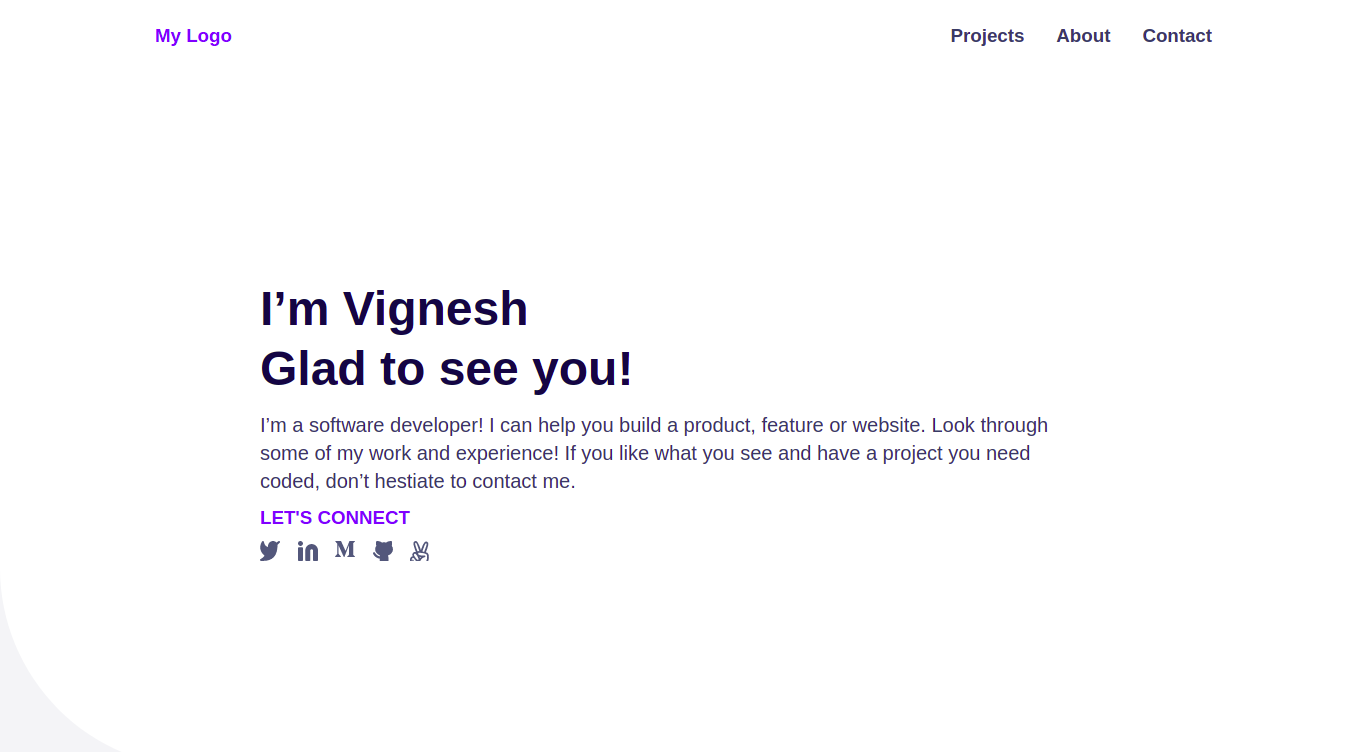 My Logo
Projects About Contact
I’m Vignesh
Glad to see you!
I’m a software developer! I can help you build a product, feature or website. Look through
some of my work and experience! If you like what you see and have a project you need
coded, don’t hestiate to contact me.
LET'S CONNECT